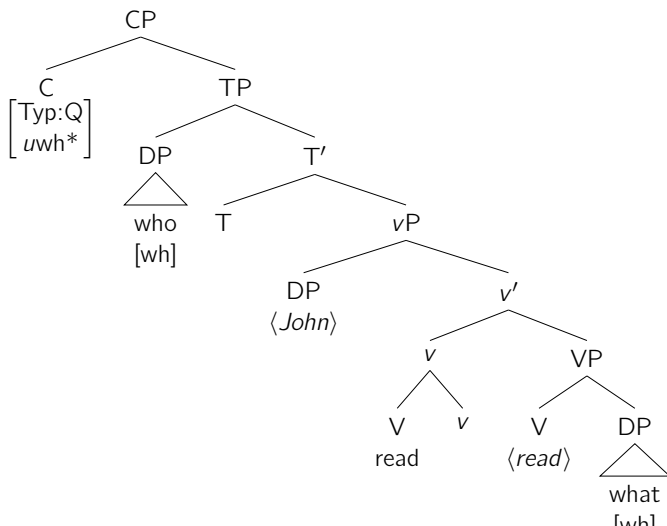 CP
C
TP
[Typ:Q
uwh*]
DP
T′
who
[wh]
T
vP
DP
⟨John⟩
v′
v
VP
V
read
v
V
⟨read⟩
DP
what
[wh]